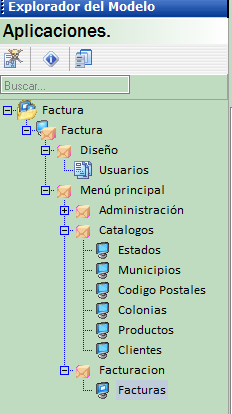 Explorador del Modelo
Aplicaciones.
Buscar...
Factura
Factura
Diseño
Usuarios
Menú principal
Administración
Catalogos
Estados
Municipios
Codigo Postales
Colonias
Productos
Clientes
Facturacion
Facturas